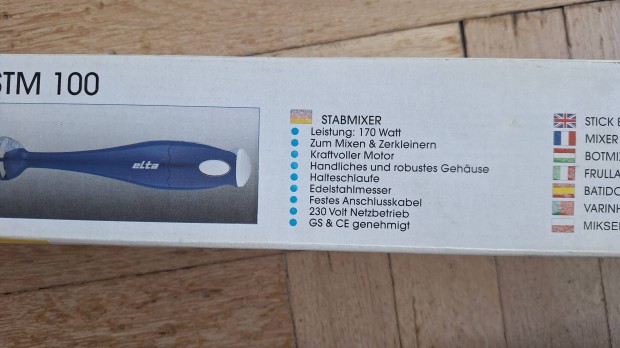 STM 100
elta
STABMIXER
Leistung: 170 Watt
Zum Mixen & Zerkleinern
Kraftvoller Motor
Handliches und robustes Gehäuse
Halteschlaufe
Edelstahlmesser
Festes Anschlusskabel
230 Volt Netzbetrieb
GS & CE genehmigt
STICK
MIXER